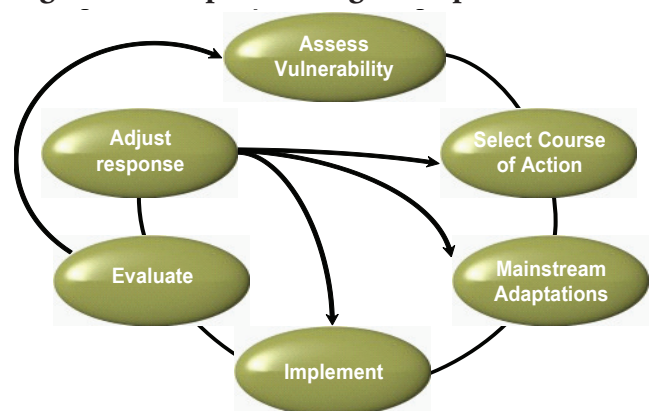 Assess
Vulnerability
Adjust
response
Select Course
of Action
Evaluate
Mainstream
Adaptations
Implement